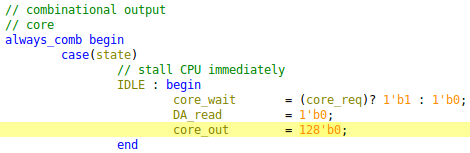 // combinational output
// core
always_comb begin
case(state)
// stall CPU immediately
IDLE : begin
core_wait = (core_req)? 1'b1 : 1'b0;
DA_read = 1'b0;
core_out = 128'b0;
end